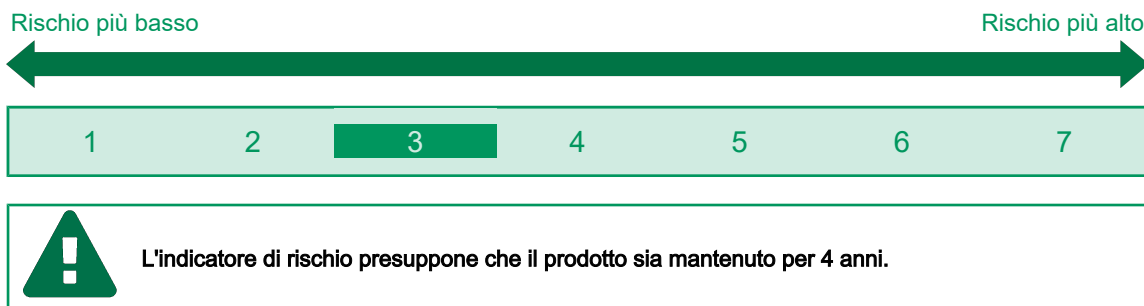 Rischio più basso Rischio più alto
1 2 3 4 5 6 7
L'indicatore di rischio presuppone che il prodotto sia mantenuto per 4 anni.